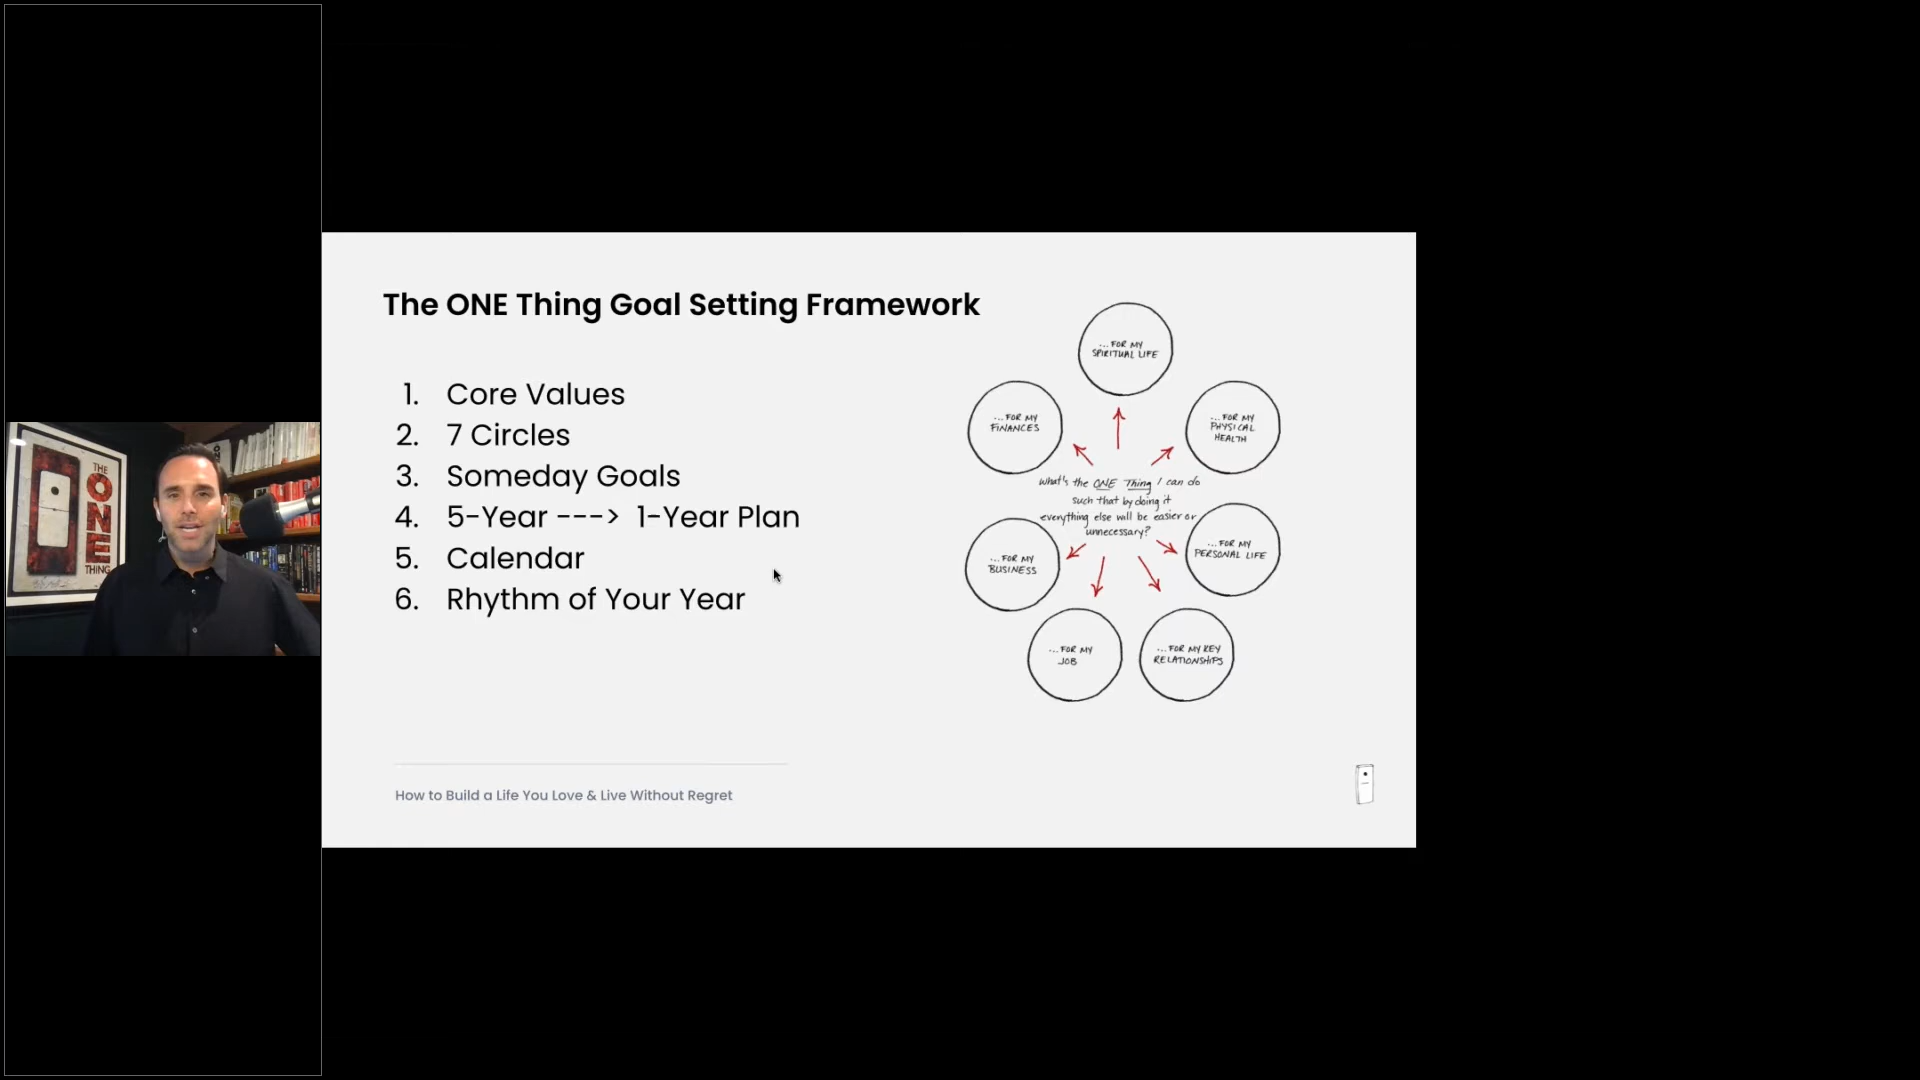 The ONE Thing Goal Setting Framework
1. Core Values
2. 7 Circles
3. Someday Goals
4. 5-Year ---> 1-Year Plan
5. Calendar
6. Rhythm of Your Year
How to Build a Life You Love & Live Without Regret
...FOR MY
SPIRITUAL LIFE
...FOR MY
FINANCES
...FOR MY
PHYSICAL
HEALTH
What's the ONE Thing I can do
such that by doing it
everything else will be easier or
unnecessary?
...FOR MY
BUSINESS
...FOR MY
PERSONAL LIFE
...FOR MY
JOB
...FOR MY KEY
RELATIONSHIPS
THE
ONE
THING